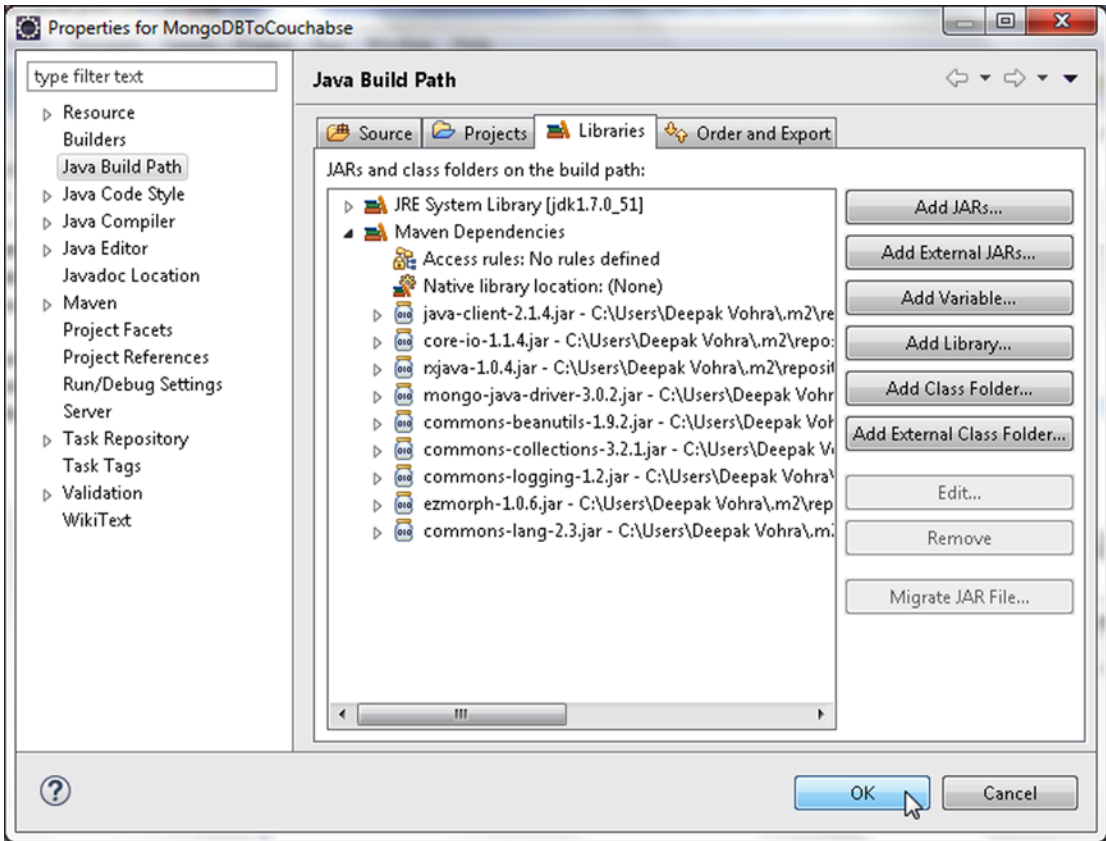 Properties for MongoDBToCouchabse
type filter text
Resource
Builders
Java Build Path
Java Code Style
Java Compiler
Java Editor
Javadoc Location
Maven
Project Facets
Project References
Run/Debug Settings
Server
Task Repository
Task Tags
Validation
WikiText
Java Build Path
Source
Projects
Libraries
Order and Export
JARs and class folders on the build path:
JRE System Library [jdk1.7.0_51]
Maven Dependencies
Access rules: No rules defined
Native library location: (None)
java-client-2.1.4.jar - C:\Users\Deepak Vohra\.m2\re
core-io-1.1.4.jar - C:\Users\Deepak Vohra\.m2\repo:
rxjava-1.0.4.jar - C:\Users\Deepak Vohra\.m2\reposit
mongo-java-driver-3.0.2.jar - C:\Users\Deepak Vohr
commons-beanutils-1.9.2.jar - C:\Users\Deepak Voh
commons-collections-3.2.1.jar - C:\Users\Deepak V
commons-logging-1.2.jar - C:\Users\Deepak Vohra\
ezmorph-1.0.6.jar - C:\Users\Deepak Vohra\.m2\rep
commons-lang-2.3.jar - C:\Users\Deepak Vohra\.m.
Add JARs...
Add External JARs...
Add Variable...
Add Library...
Add Class Folder...
Add External Class Folder...
Edit...
Remove
Migrate JAR File...
OK
Cancel